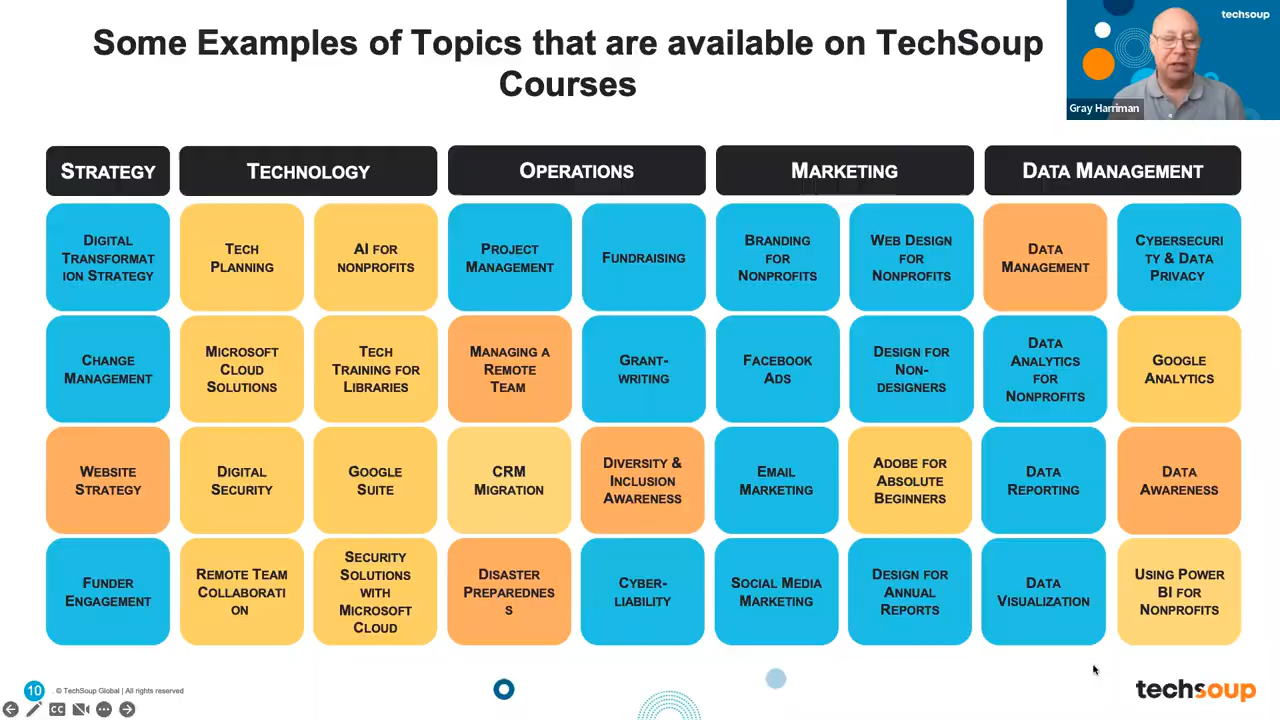 Some Examples of Topics that are available on TechSoup
Courses
techsoup
Gray Harriman
STRATEGY
TECHNOLOGY
OPERATIONS
MARKETING
DATA MANAGEMENT
DIGITAL
TRANSFORMAT
ION STRATEGY
TECH
PLANNING
AI FOR
NONPROFITS
PROJECT
MANAGEMENT
FUNDRAISING
BRANDING
FOR
NONPROFITS
WEB DESIGN
FOR
NONPROFITS
DATA
MANAGEMENT
CYBERSECURI
TY & DATA
PRIVACY
CHANGE
MANAGEMENT
MICROSOFT
CLOUD
SOLUTIONS
TECH
TRAINING FOR
LIBRARIES
MANAGING A
REMOTE
TEAM
GRANT-
WRITING
FACEBOOK
ADS
DESIGN FOR
NON-
DESIGNERS
DATA
ANALYTICS
FOR
NONPROFITS
GOOGLE
ANALYTICS
WEBSITE
STRATEGY
DIGITAL
SECURITY
GOOGLE
SUITE
CRM
MIGRATION
DIVERSITY &
INCLUSION
AWARENESS
EMAIL
MARKETING
ADOBE FOR
ABSOLUTE
BEGINNERS
DATA
REPORTING
DATA
AWARENESS
FUNDER
ENGAGEMENT
REMOTE TEAM
COLLABORATI
ON
SECURITY
SOLUTIONS
WITH
MICROSOFT
CLOUD
DISASTER
PREPAREDNES
S
CYBER-
LIABILITY
SOCIAL MEDIA
MARKETING
DESIGN FOR
ANNUAL
REPORTS
DATA
VISUALIZATION
USING POWER
BI FOR
NONPROFITS
10 . © TechSoup Global | All rights reserved
CC
techsoup